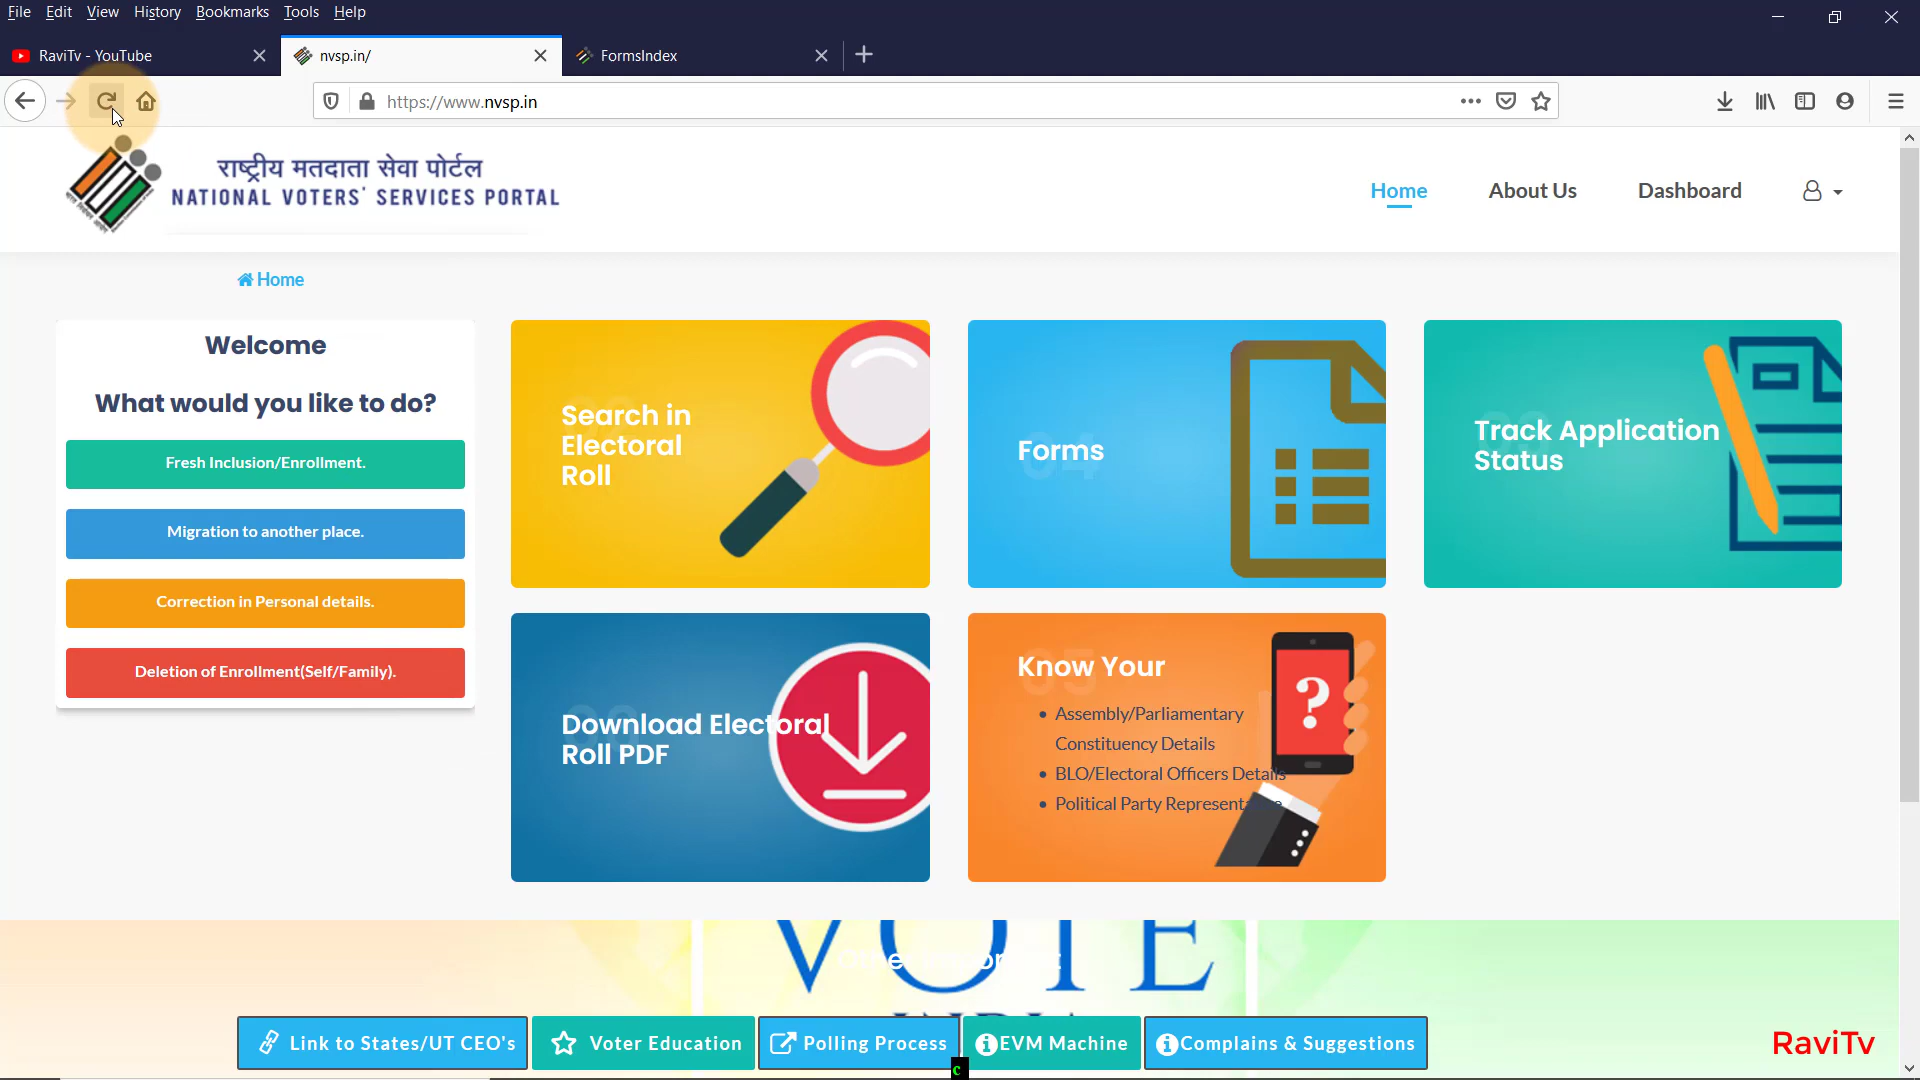 File Edit View History Bookmarks Tools Help
RaviTv - YouTube
nvsp.in/
FormsIndex
https://www.nvsp.in
राष्ट्रीय मतदाता सेवा पोर्टल
NATIONAL VOTERS' SERVICES PORTAL
Home
About Us
Dashboard
Home
Welcome
What would you like to do?
Fresh Inclusion/Enrollment.
Migration to another place.
Correction in Personal details.
Deletion of Enrollment(Self/Family).
Search in
Electoral
Roll
04
Forms
Track Application
Status
Download Electoral
Roll PDF
05
Know Your
• Assembly/Parliamentary
Constituency Details
• BLO/Electoral Officers Details
• Political Party
VOTE
Link to States/UT CEO's
Voter Education
Polling Process
EVM Machine
Complains & Suggestions
RaviTv
c